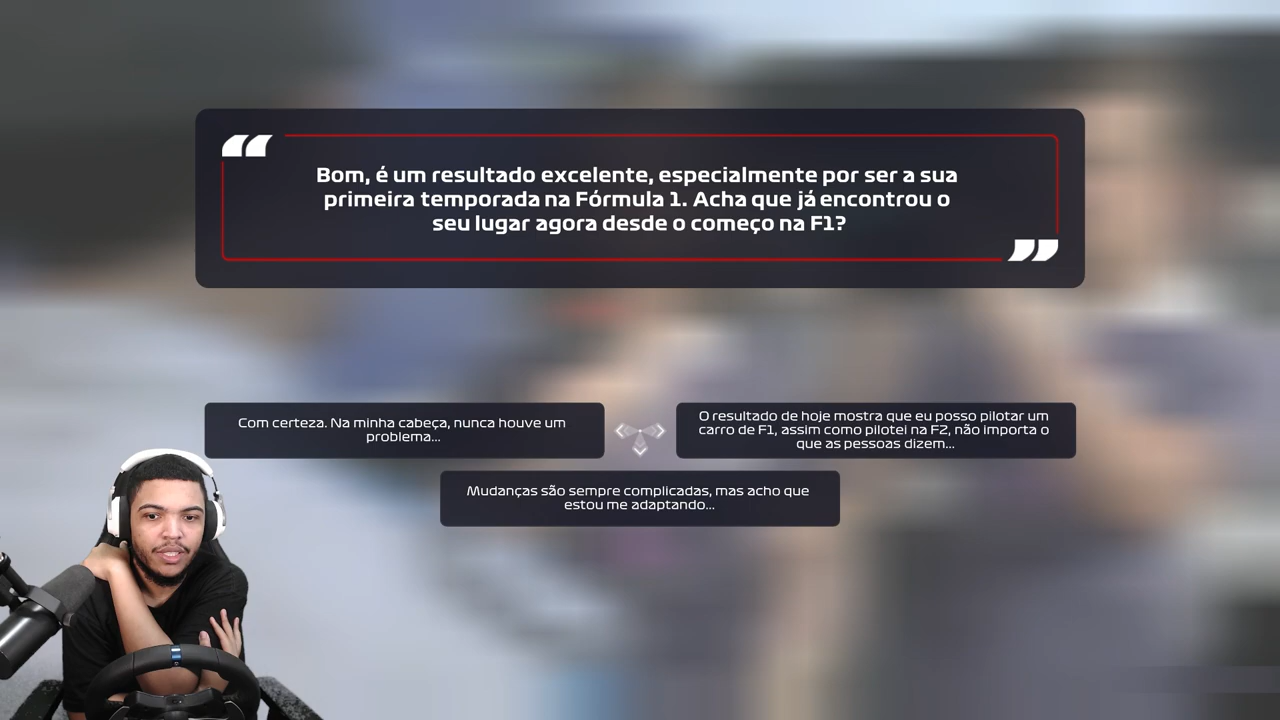 Bom, é um resultado excelente, especialmente por ser a sua
primeira temporada na Fórmula 1. Acha que já encontrou o
seu lugar agora desde o começo na F1?
Com certeza. Na minha cabeça, nunca houve um
problema...
O resultado de hoje mostra que eu posso pilotar um
carro de F1, assim como pilotei na F2, não importa o
que as pessoas dizem...
Mudanças são sempre complicadas, mas acho que
estou me adaptando...